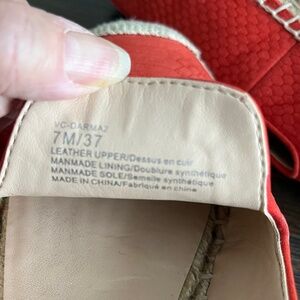 VC-DARMA2
7M/37
LEATHER UPPER/Dessus en cuir
MANMADE LINING/Doublure synthétique
MANMADE SOLE/Semelle synthétique
MADE IN CHINA/Fabriqué en chine